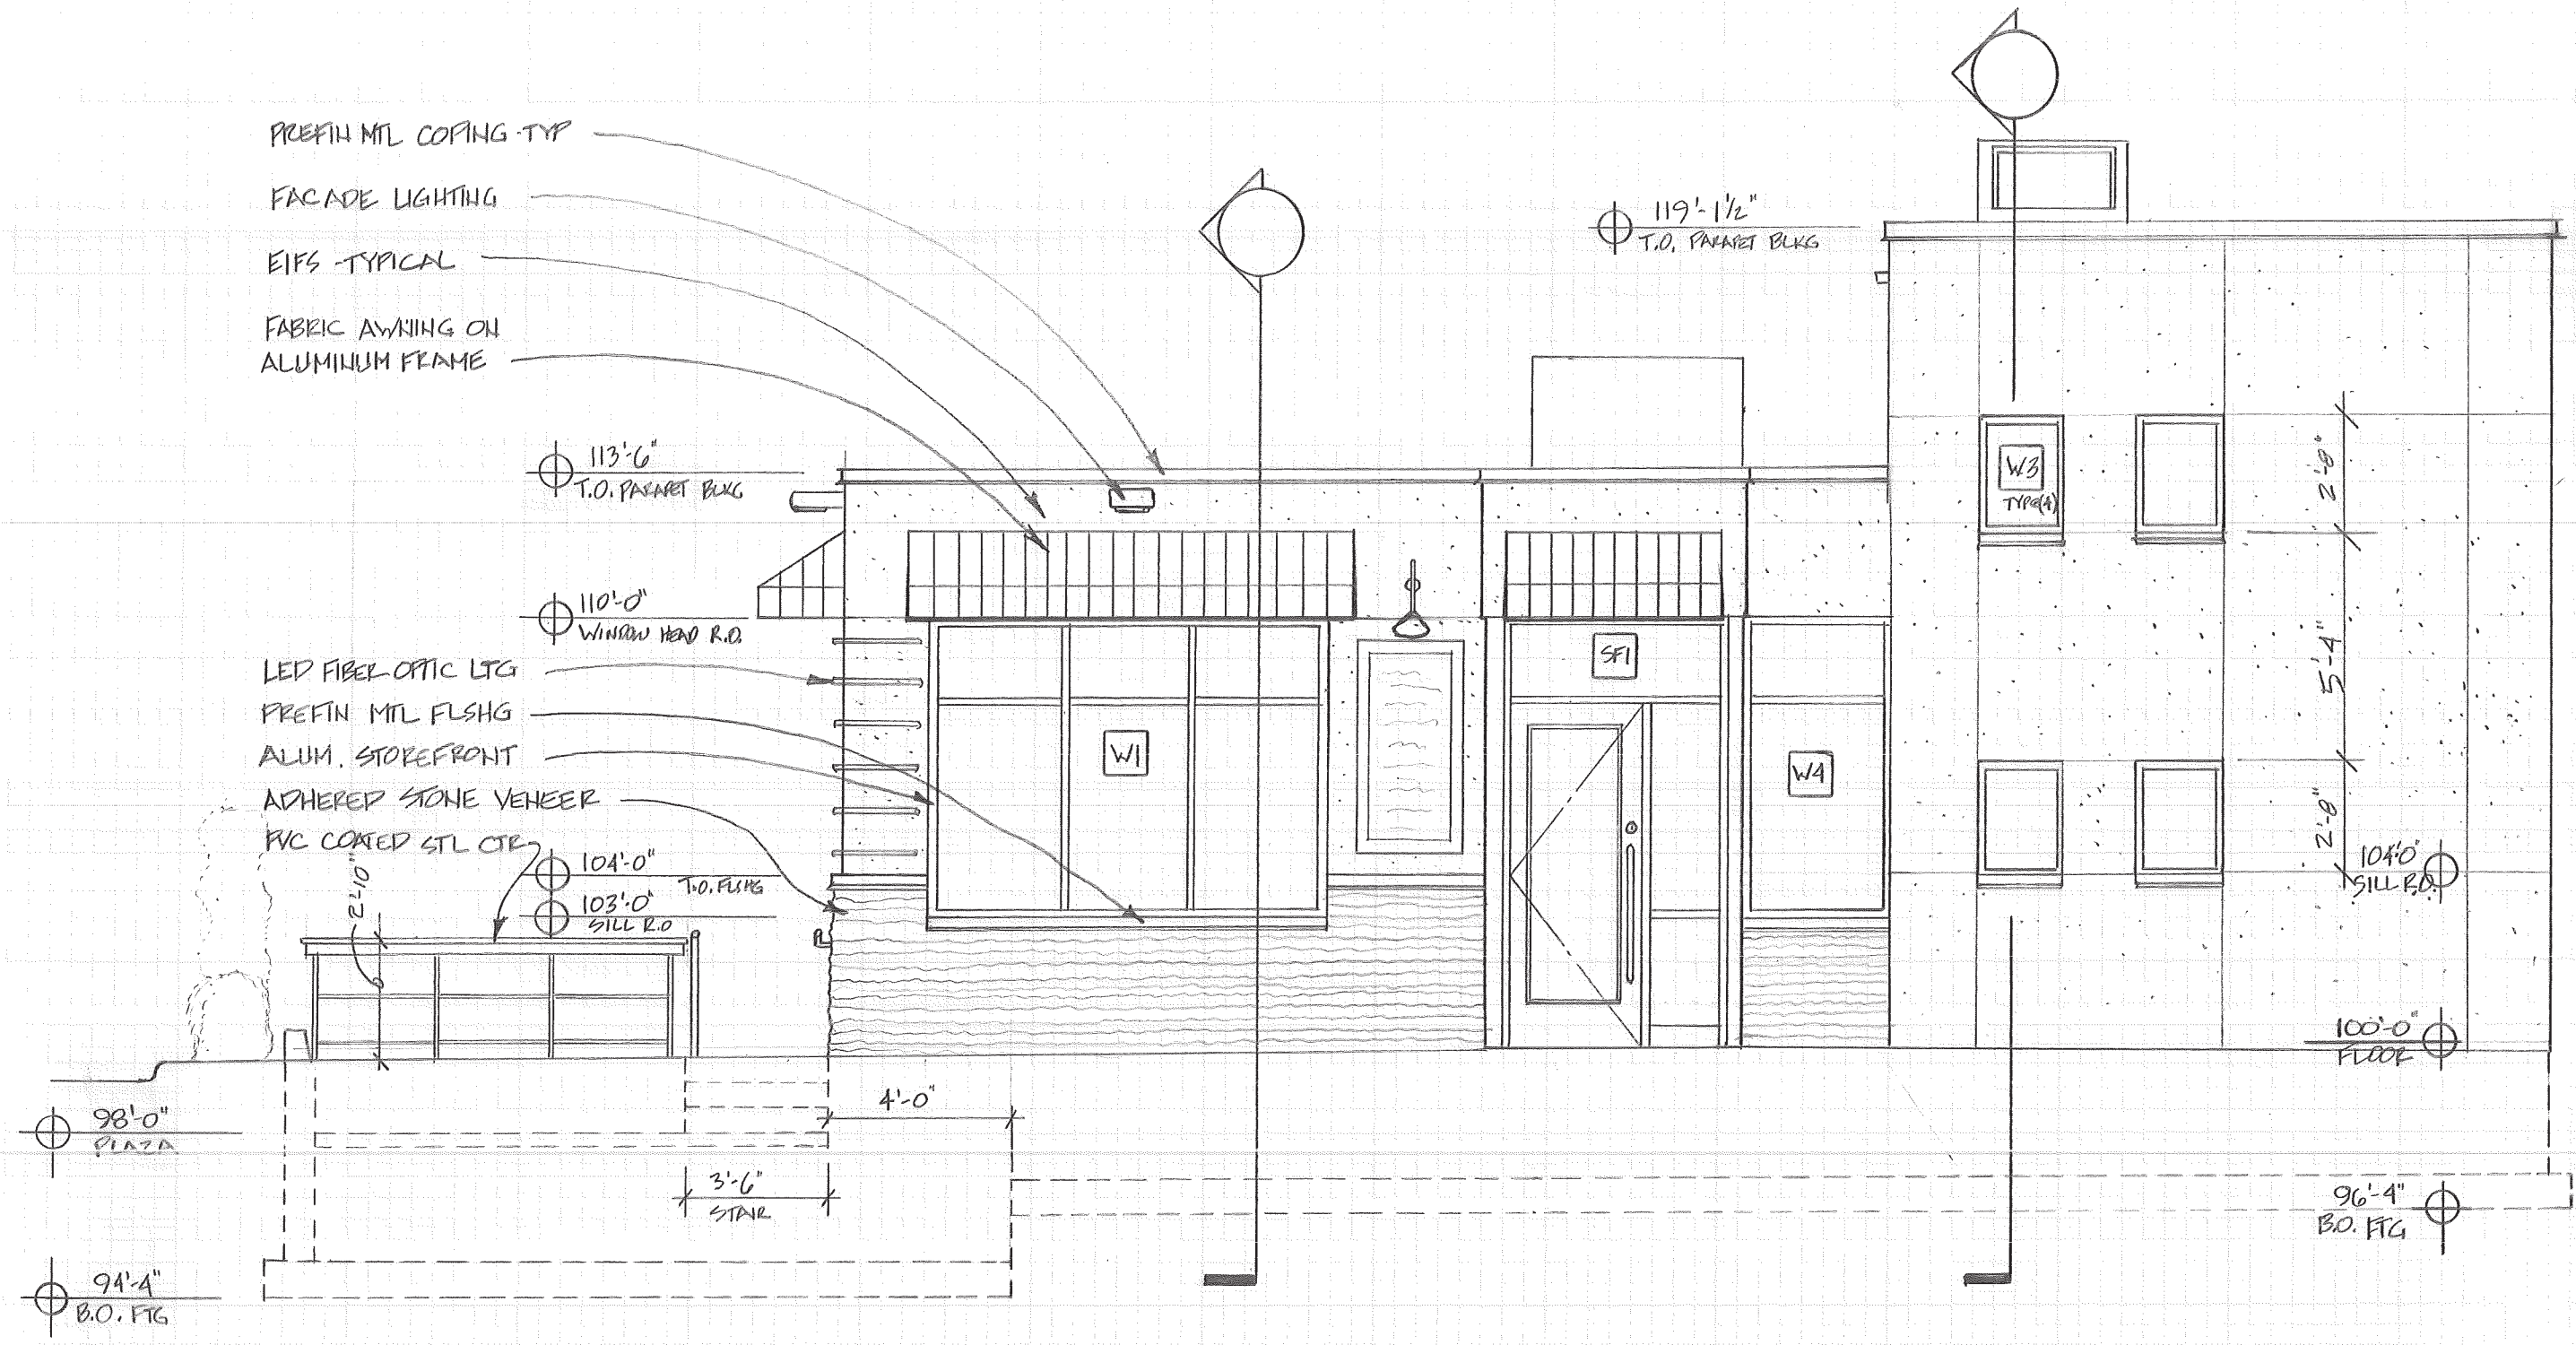 PREFIN MTL COPING-TYP
FACADE LIGHTING
EIFS -TYPICAL
FABRIC AWNING ON
ALUMINUM FRAME
113'-6"
T.O. PARAPET BLKG
110'-0"
WINDOW HEAD R.O.
LED FIBER OPTIC LTG
PREFIN MTL FLSHG
ALUM. STOREFRONT
ADHERED STONE VENEER
PVC COATED STL GTR
104'-0"
T.O. FLSHG
103'-0"
SILL R.O
2'-10"
98'-0"
PLAZA
94'-4"
B.O. FTG
3'-6"
STAIR
4'-0"
W1
SF1
W4
119'-1½"
T.O. PARAPET BLKG
W3
TYP(4)
2'-8"
5'-4"
2'-8"
104'-0"
SILL R.O.
100'-0"
FLOOR
96'-4"
B.O. FTG